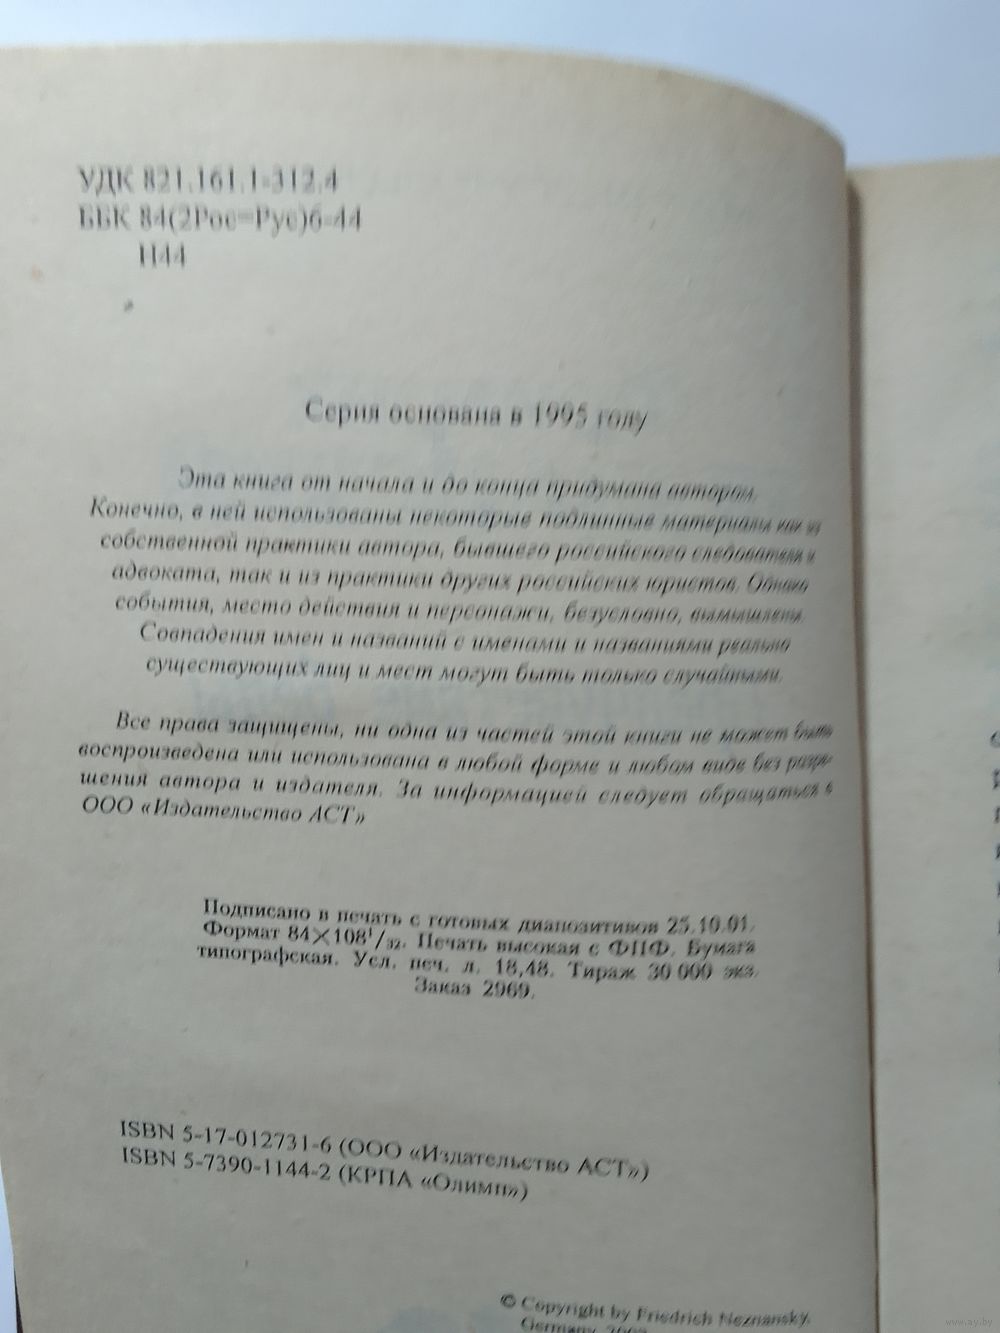 УДК 821.161.1-312.4
ББК 84(2Рос=Рус)6-44
Н44
Серия основана в 1995 году
Эта книга от начала и до конца придумана автором.
Конечно, в ней использованы некоторые подлинные материалы как из
собственной практики автора, бывшего российского следователя и
адвоката, так и из практики других российских юристов. Однако
события, место действия и персонажи, безусловно, вымышлены.
Совпадения имен и названий с именами и названиями реально
существующих лиц и мест могут быть только случайными.
Все права защищены, ни одна из частей этой книги не может быть
воспроизведена или использована в любой форме и любом виде без разре-
шения автора и издателя. За информацией следует обращаться в
ООО «Издательство АСТ»
Подписано в печать с готовых диапозитивов 25.10.01.
Формат 84×108¹/₃₂. Печать высокая с ФПФ. Бумага
типографская. Усл. печ. л. 18,48. Тираж 30 000 экз.
Заказ 2969.
ISBN 5-17-012731-6 (ООО «Издательство АСТ»)
ISBN 5-7390-1144-2 (КРПА «Олимп»)
© Copyright by Friedrich Neznansky,
Germany,
www.ay.by